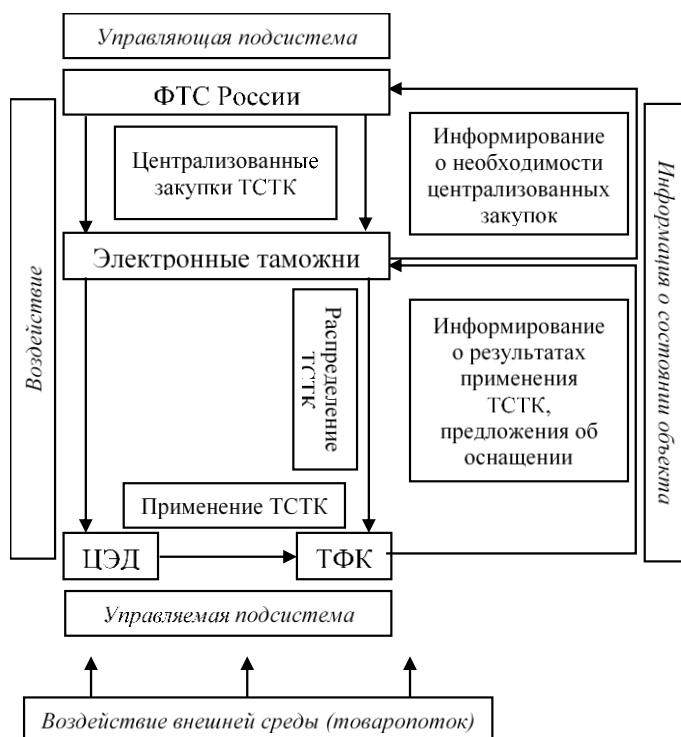 Управляющая подсистема
ФТС России
Воздействие
Централизованные
закупки ТСТК
Информирование
о необходимости
централизованных
закупок
Информация о состоянии объекта
Электронные таможни
Распределение
ТСТК
Информирование
о результатах
применения
ТСТК,
предложения об
оснащении
Применение ТСТК
ЦЭД
ТФК
Управляемая подсистема
Воздействие внешней среды (товаропоток)